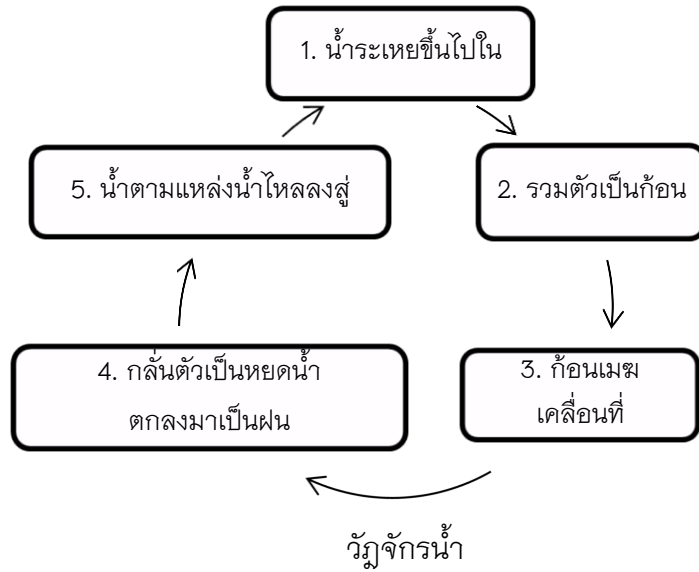 1. น้ำระเหยขึ้นไปใน
2. รวมตัวเป็นก้อน
3. ก้อนเมฆ
เคลื่อนที่
4. กลั่นตัวเป็นหยดน้ำ
ตกลงมาเป็นฝน
5. น้ำตามแหล่งน้ำไหลลงสู่
วัฎจักรน้ำ